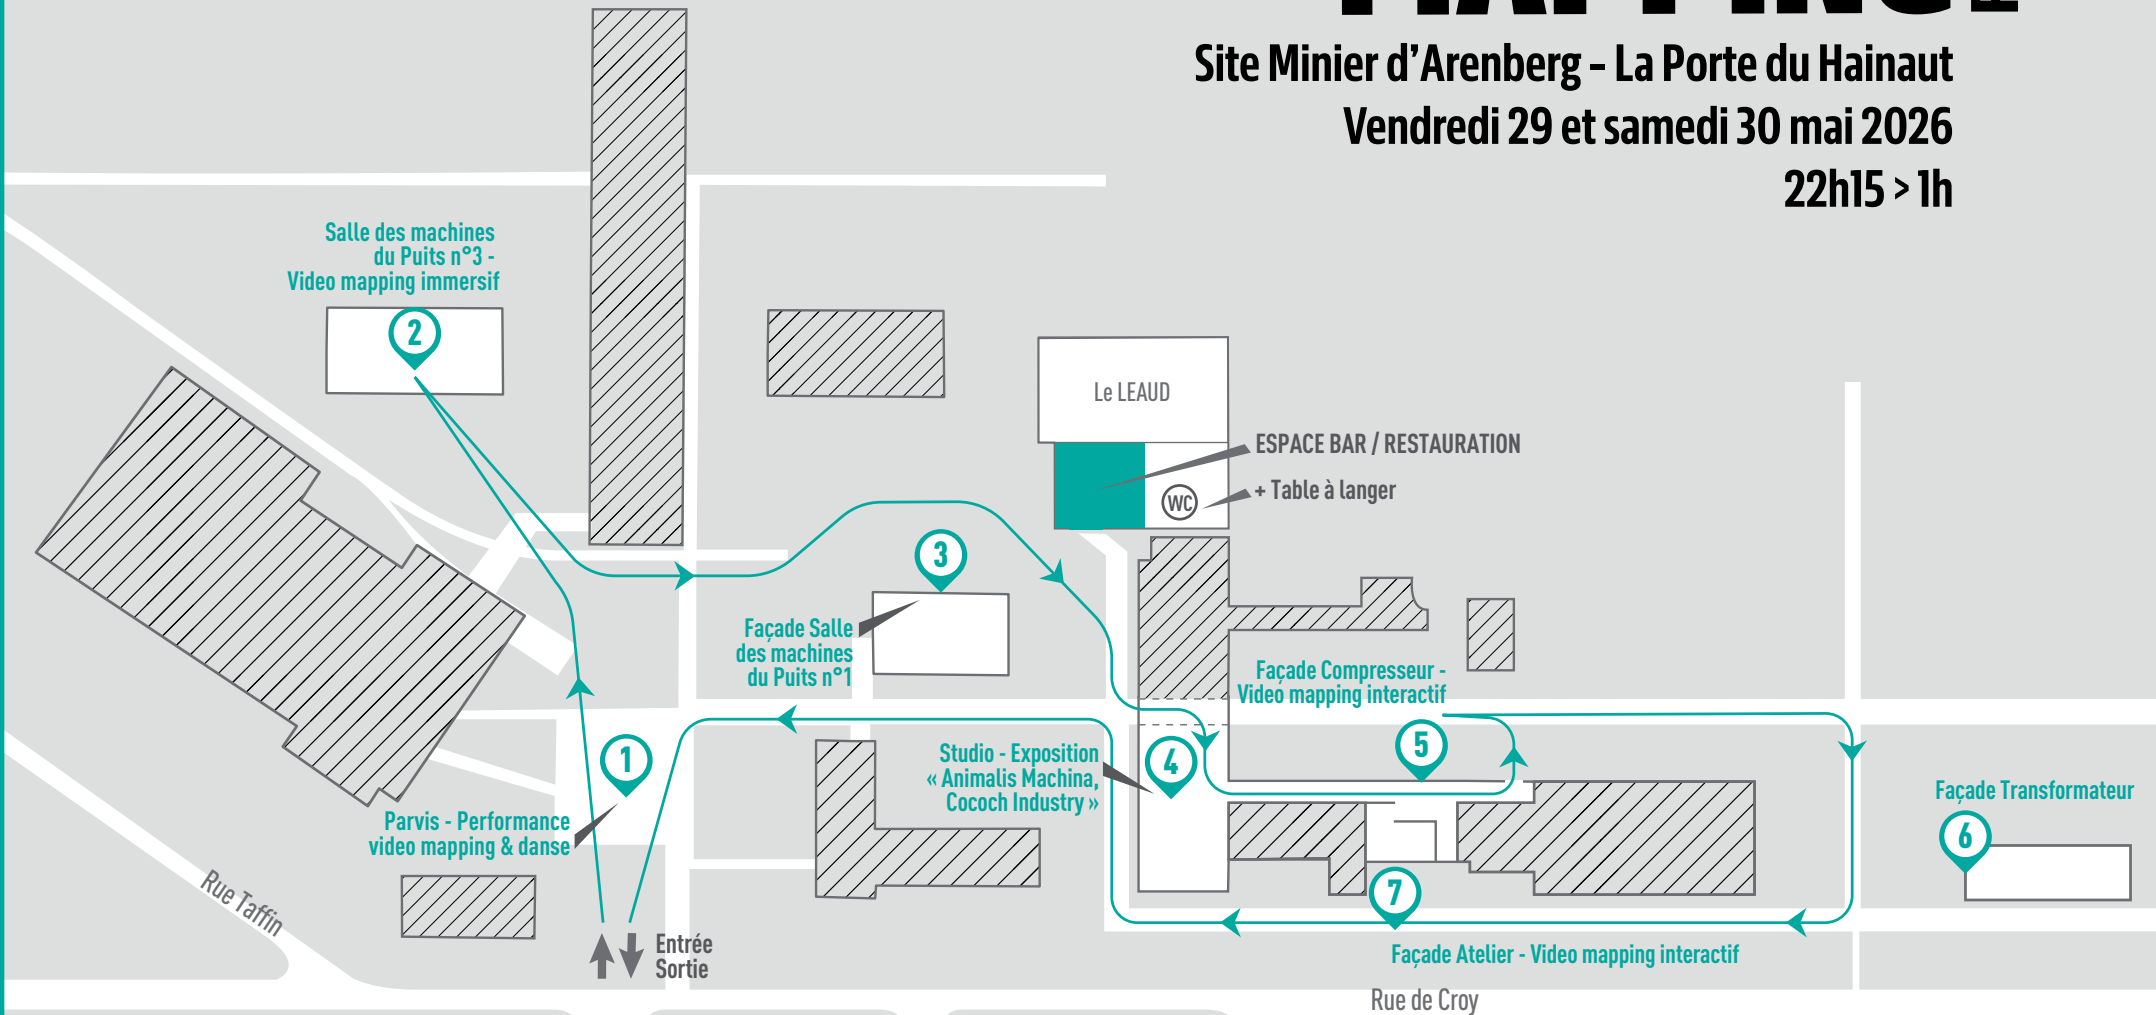 Site Minier d’Arenberg – La Porte du Hainaut
Vendredi 29 et samedi 30 mai 2026
22h15 > 1h
Salle des machines
du Puits n°3 -
Video mapping immersif
2
Le LEAUD
ESPACE BAR / RESTAURATION
WC
+ Table à langer
3
Façade Salle
des machines
du Puits n°1
Façade Compresseur -
Video mapping interactif
5
1
Parvis - Performance
video mapping & danse
Studio - Exposition
« Animalis Machina,
Cococh Industry »
4
Façade Transformateur
6
7
Façade Atelier - Video mapping interactif
Rue Taffin
Entrée
Sortie
Rue de Croy